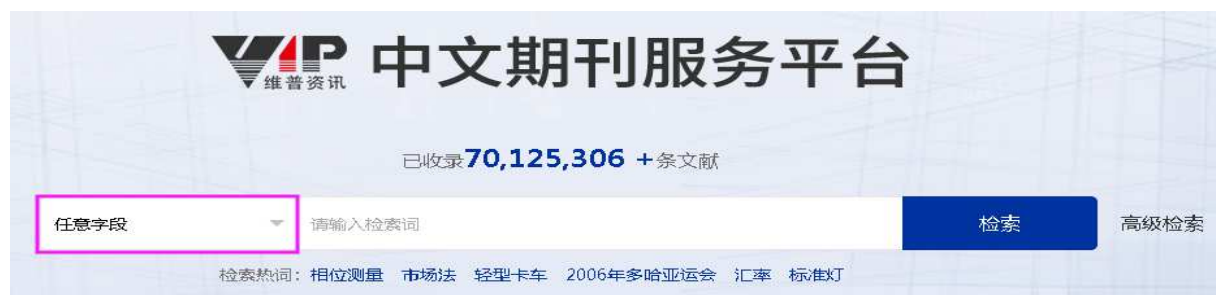 VIP 维普资讯 中文期刊服务平台
已收录70,125,306 +条文献
任意字段 请输入检索词 检索 高级检索
检索热词：相位测量 市场法 轻型卡车 2006年多哈亚运会 汇率 标准灯